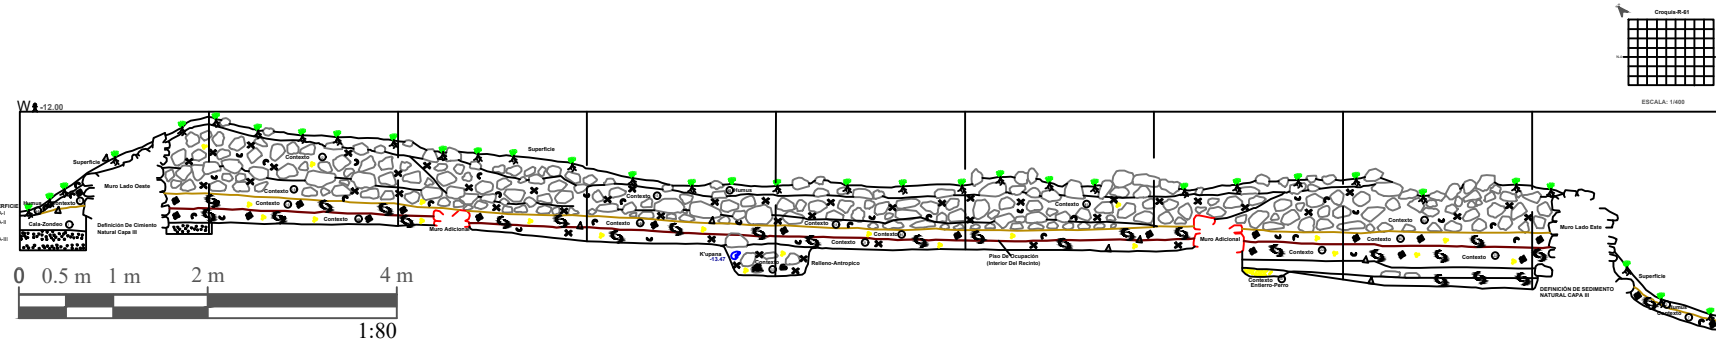 Croquis-R-61
ESCALA: 1/400
W -12.00
Superficie
Superficie
Contexto
Muro Lado Oeste
Contexto
Humus
Humus
Contexto
Contexto
Contexto
Contexto
Contexto
Cala-Zondeo
Definición De Cimiento
Natural Capa III
Contexto
Muro Adicional
Contexto
Contexto
Contexto
Contexto
Muro Adicional
Contexto
Contexto
Muro Lado Este
K'upana
-13.47
Contexto
Relleno-Antropico
Piso De Ocupación
(Interior Del Recinto)
Contexto
Contexto
Contexto
Entierro-Perro
Superficie
DEFINICIÓN DE SEDIMENTO
NATURAL CAPA III
Humus
Contexto
0 0.5 m 1 m 2 m 4 m
1:80